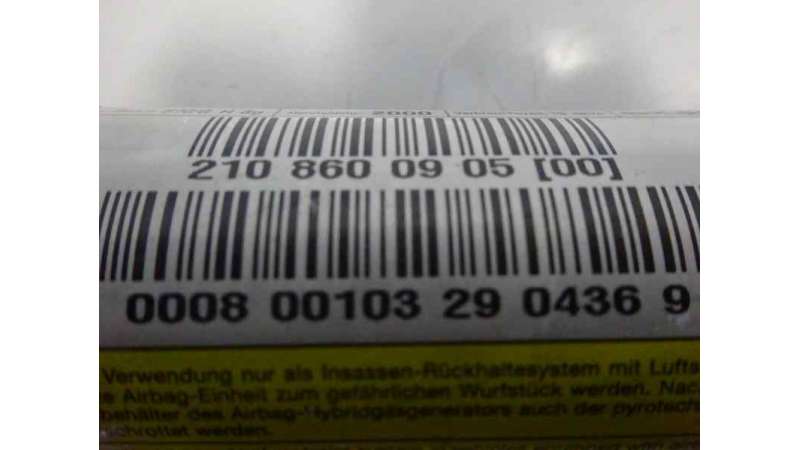 2000
210 860 09 05 [00]
0008 00103 29 0436 9
Verwendung nur als Insassen-Rückhaltesystem mit Lufts
s Airbag-Einheit zum gefährlichen Wurfstück werden. Nac
behälter des Airbag-Hybridgasgenerators auch der pyrotech
schrottet werden.